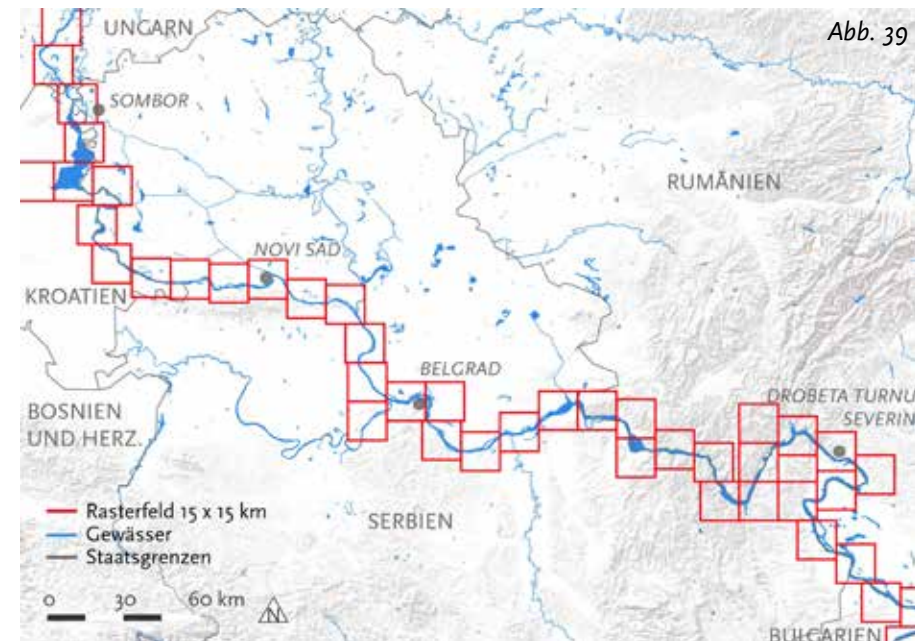 Abb. 39
UNGARN
SOMBOR
RUMÄNIEN
NOVI SAD
KROATIEN
BELGRAD
DROBETA TURNU
SEVERIN
BOSNIEN
UND HERZ.
SERBIEN
Rasterfeld 15 x 15 km
Gewässer
Staatsgrenzen
0 30 60 km
N
BULGARIEN